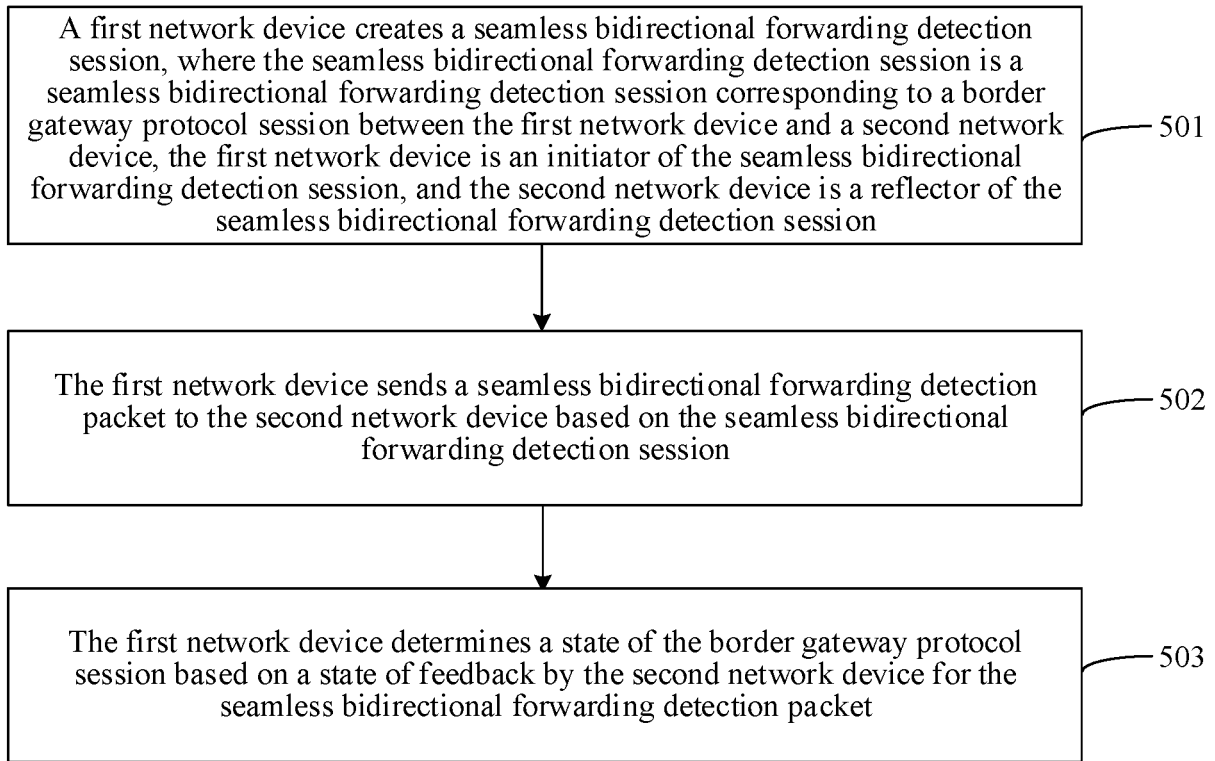 A first network device creates a seamless bidirectional forwarding detection
session, where the seamless bidirectional forwarding detection session is a
seamless bidirectional forwarding detection session corresponding to a border
gateway protocol session between the first network device and a second network
device, the first network device is an initiator of the seamless bidirectional
forwarding detection session, and the second network device is a reflector of the
seamless bidirectional forwarding detection session
501
The first network device sends a seamless bidirectional forwarding detection
packet to the second network device based on the seamless bidirectional
forwarding detection session
502
The first network device determines a state of the border gateway protocol
session based on a state of feedback by the second network device for the
seamless bidirectional forwarding detection packet
503